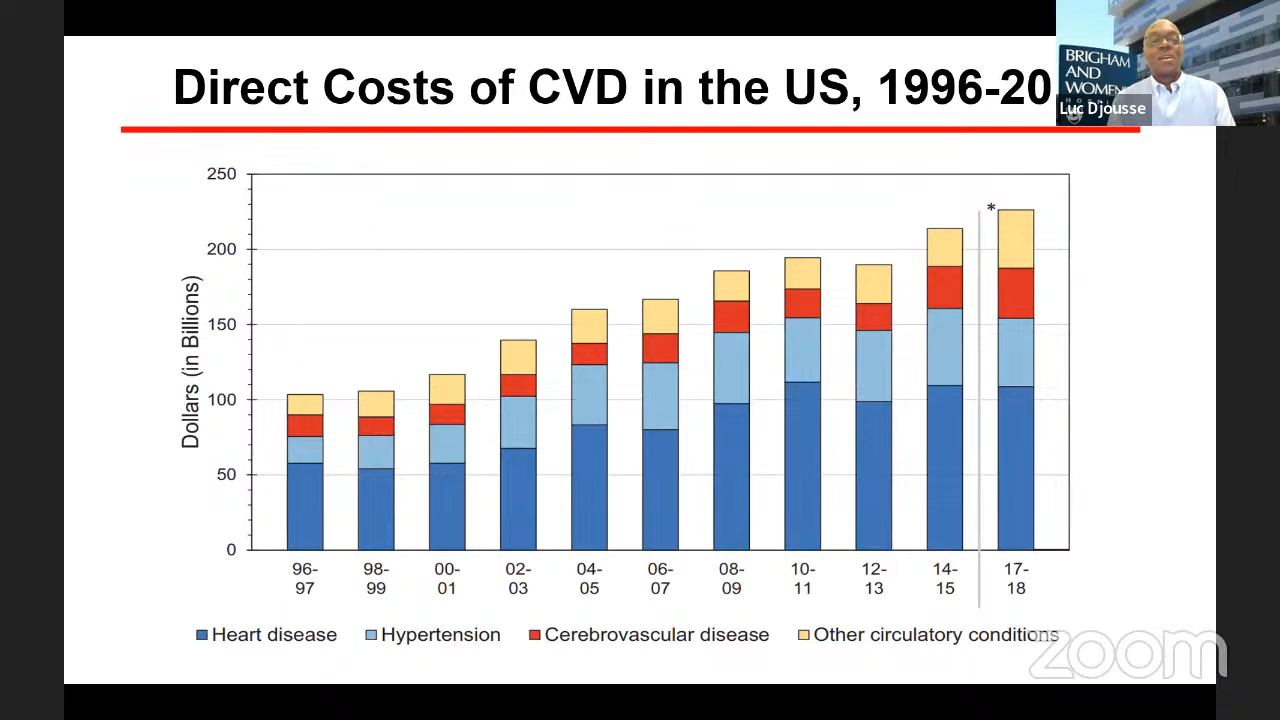 Direct Costs of CVD in the US, 1996-20
BRIGHAM
AND
WOMEN'S
Luc Djousse
250
200
150
100
50
0
Dollars (in Billions)
*
96-
97
98-
99
00-
01
02-
03
04-
05
06-
07
08-
09
10-
11
12-
13
14-
15
17-
18
Heart disease
Hypertension
Cerebrovascular disease
Other circulatory conditions
zoom